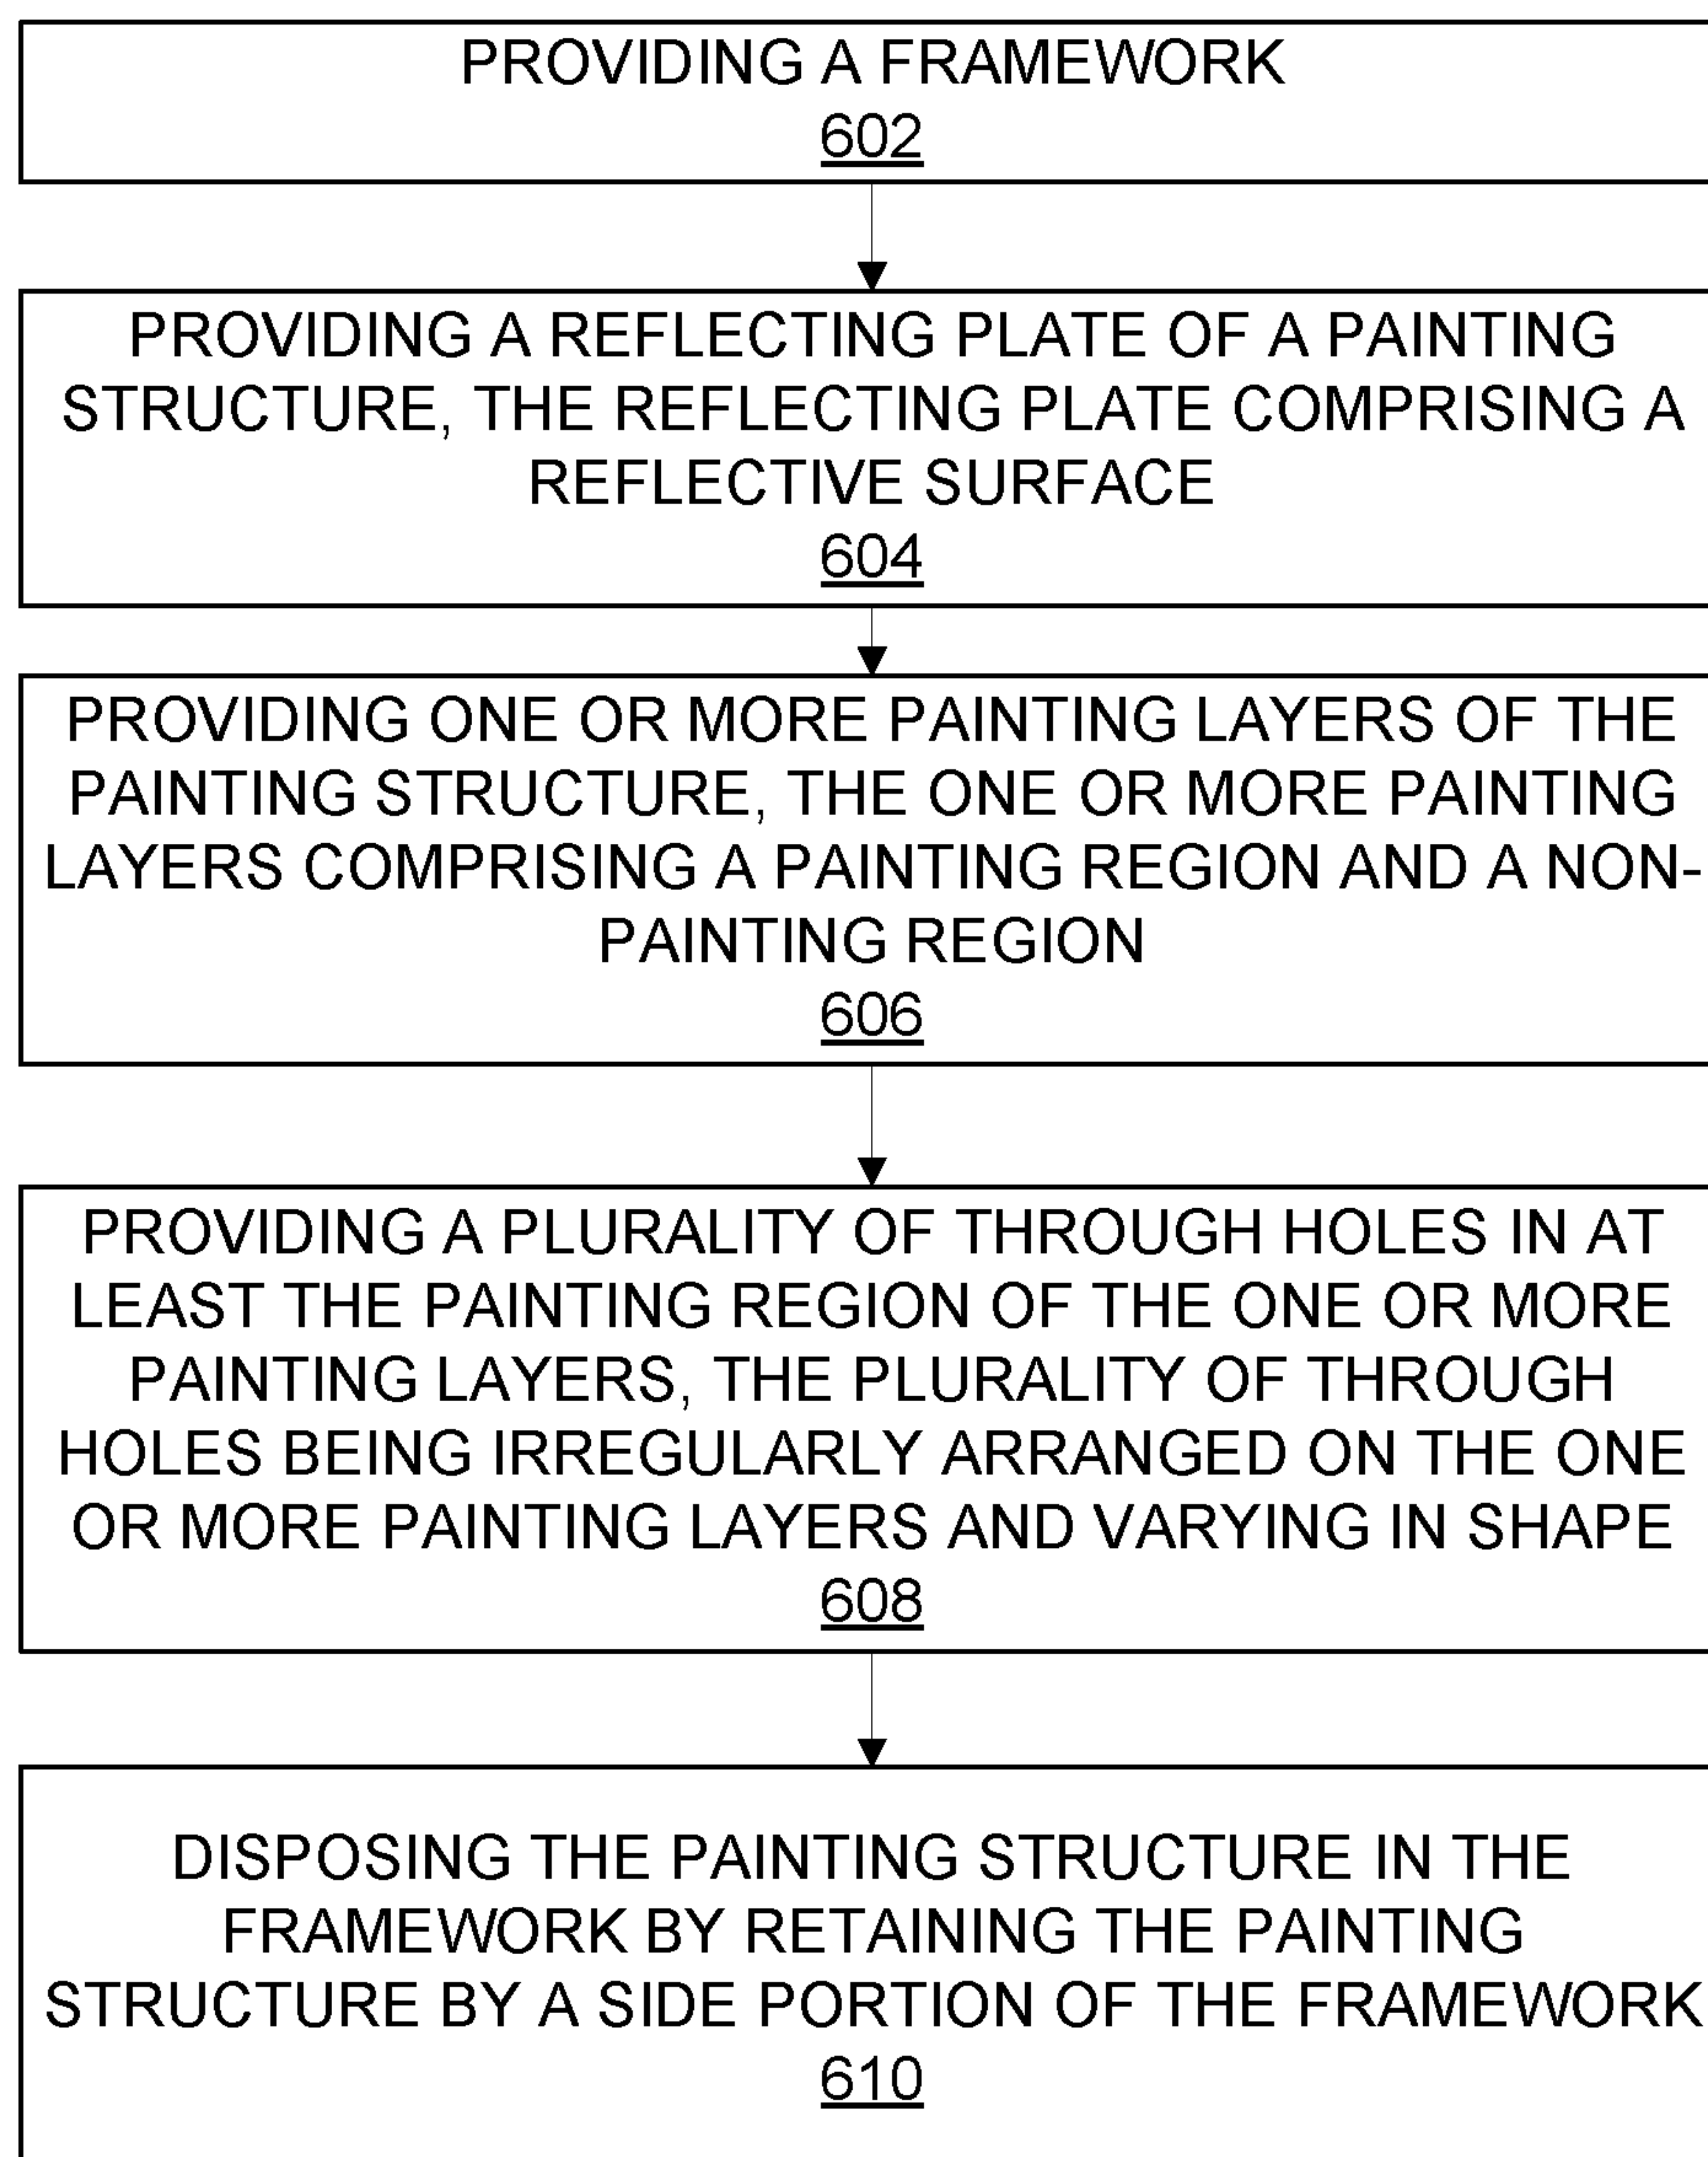 PROVIDING A FRAMEWORK
602
PROVIDING A REFLECTING PLATE OF A PAINTING
STRUCTURE, THE REFLECTING PLATE COMPRISING A
REFLECTIVE SURFACE
604
PROVIDING ONE OR MORE PAINTING LAYERS OF THE
PAINTING STRUCTURE, THE ONE OR MORE PAINTING
LAYERS COMPRISING A PAINTING REGION AND A NON-
PAINTING REGION
606
PROVIDING A PLURALITY OF THROUGH HOLES IN AT
LEAST THE PAINTING REGION OF THE ONE OR MORE
PAINTING LAYERS, THE PLURALITY OF THROUGH
HOLES BEING IRREGULARLY ARRANGED ON THE ONE
OR MORE PAINTING LAYERS AND VARYING IN SHAPE
608
DISPOSING THE PAINTING STRUCTURE IN THE
FRAMEWORK BY RETAINING THE PAINTING
STRUCTURE BY A SIDE PORTION OF THE FRAMEWORK
610